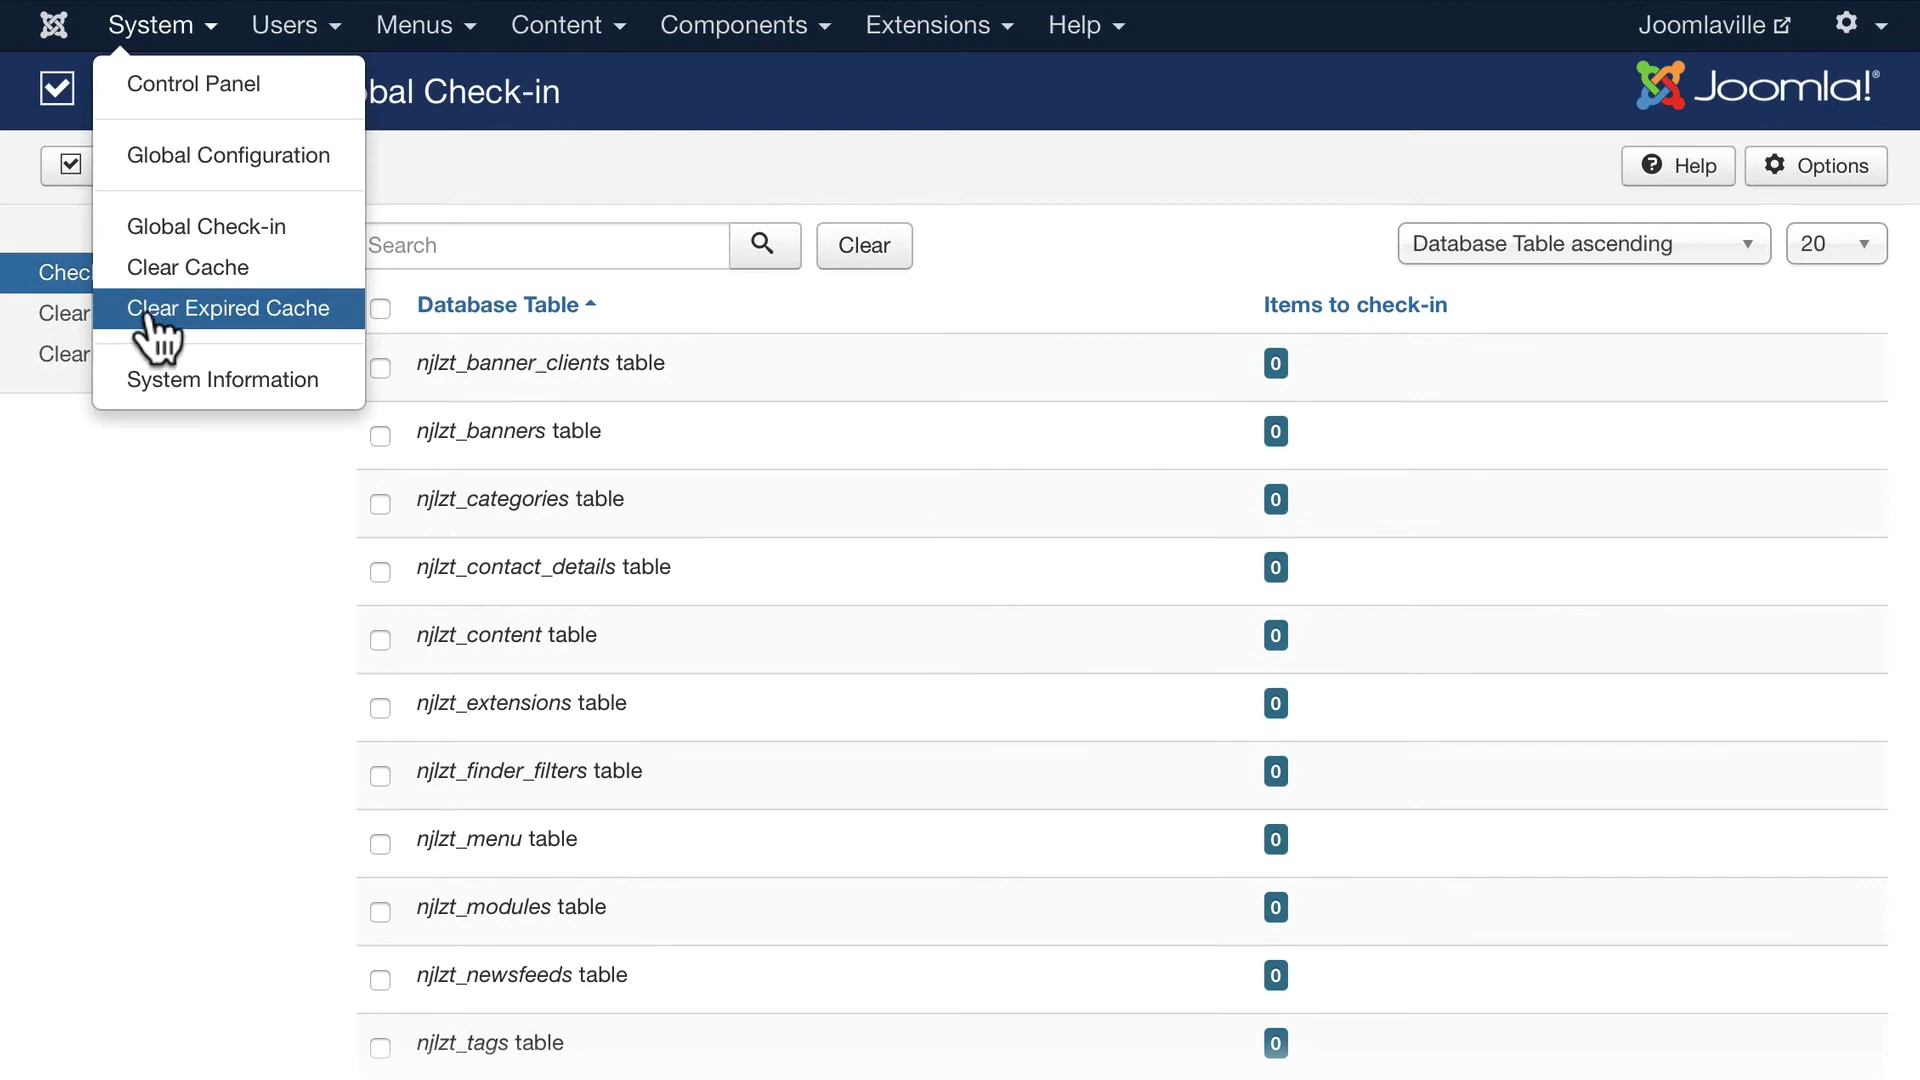 System Users Menus Content Components Extensions Help Joomlaville
Control Panel
bal Check-in
Joomla!®
Global Configuration
Help Options
Global Check-in
Search Clear Database Table ascending 20
Clear Cache
Chec
Clear Expired Cache
Database Table Items to check-in
Clear
Clear
System Information
njlzt_banner_clients table 0
njlzt_banners table 0
njlzt_categories table 0
njlzt_contact_details table 0
njlzt_content table 0
njlzt_extensions table 0
njlzt_finder_filters table 0
njlzt_menu table 0
njlzt_modules table 0
njlzt_newsfeeds table 0
njlzt_tags table 0